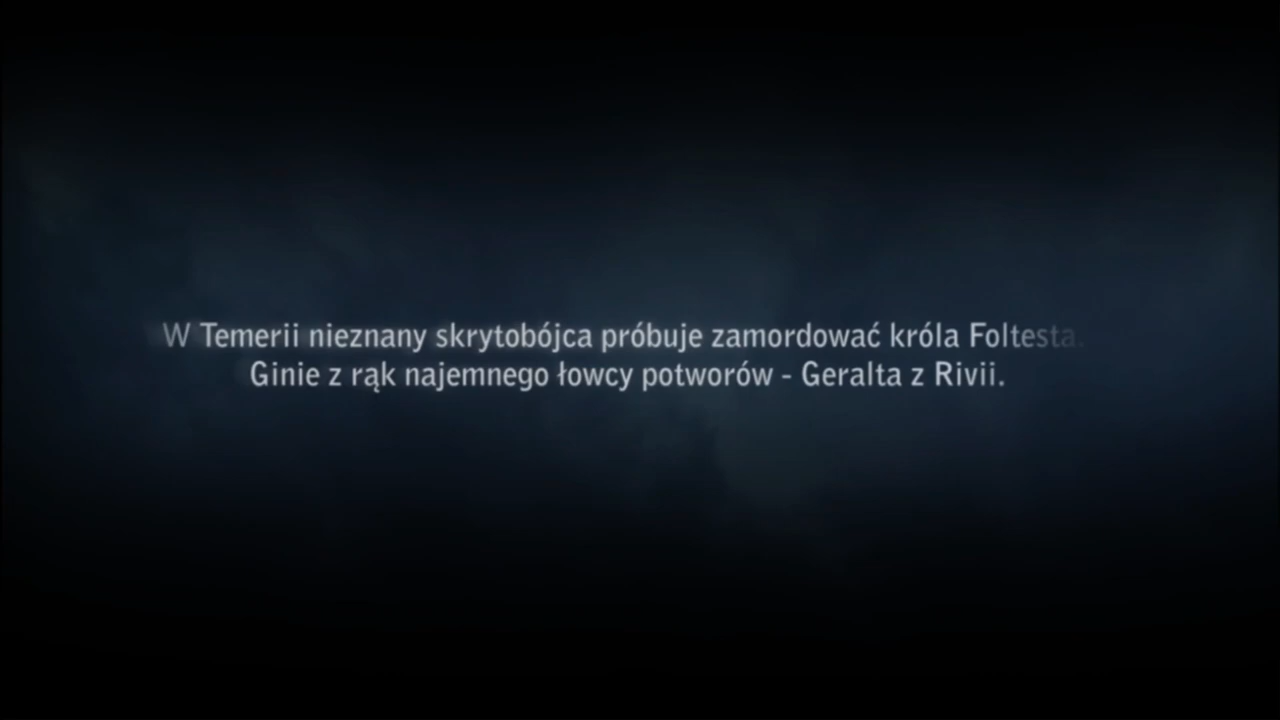 W Temerii nieznany skrytobójca próbuje zamordować króla Foltesta.
Ginie z rąk najemnego łowcy potworów - Geralta z Rivii.